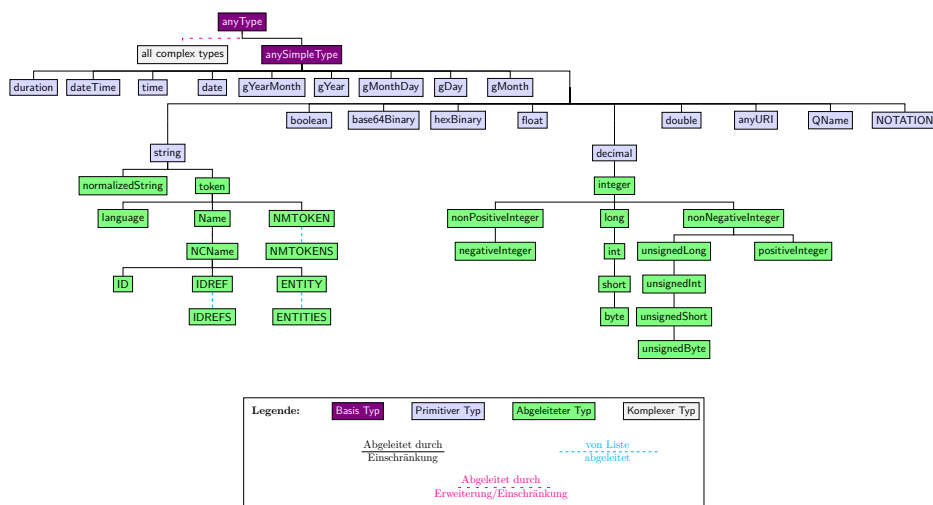 anyType
all complex types anySimpleType
duration dateTime time date gYearMonth gYear gMonthDay gDay gMonth
boolean base64Binary hexBinary float double anyURI QName NOTATION
string decimal
normalizedString token integer
language Name NMTOKEN nonPositiveInteger long nonNegativeInteger
NCName NMTOKENS negativeInteger int unsignedLong positiveInteger
ID IDREF ENTITY short unsignedInt
IDREFS ENTITIES byte unsignedShort
unsignedByte
Legende: Basis Typ Primitiver Typ Abgeleiteter Typ Komplexer Typ
Abgeleitet durch von Liste
Einschränkung abgeleitet
Abgeleitet durch
Erweiterung/Einschränkung